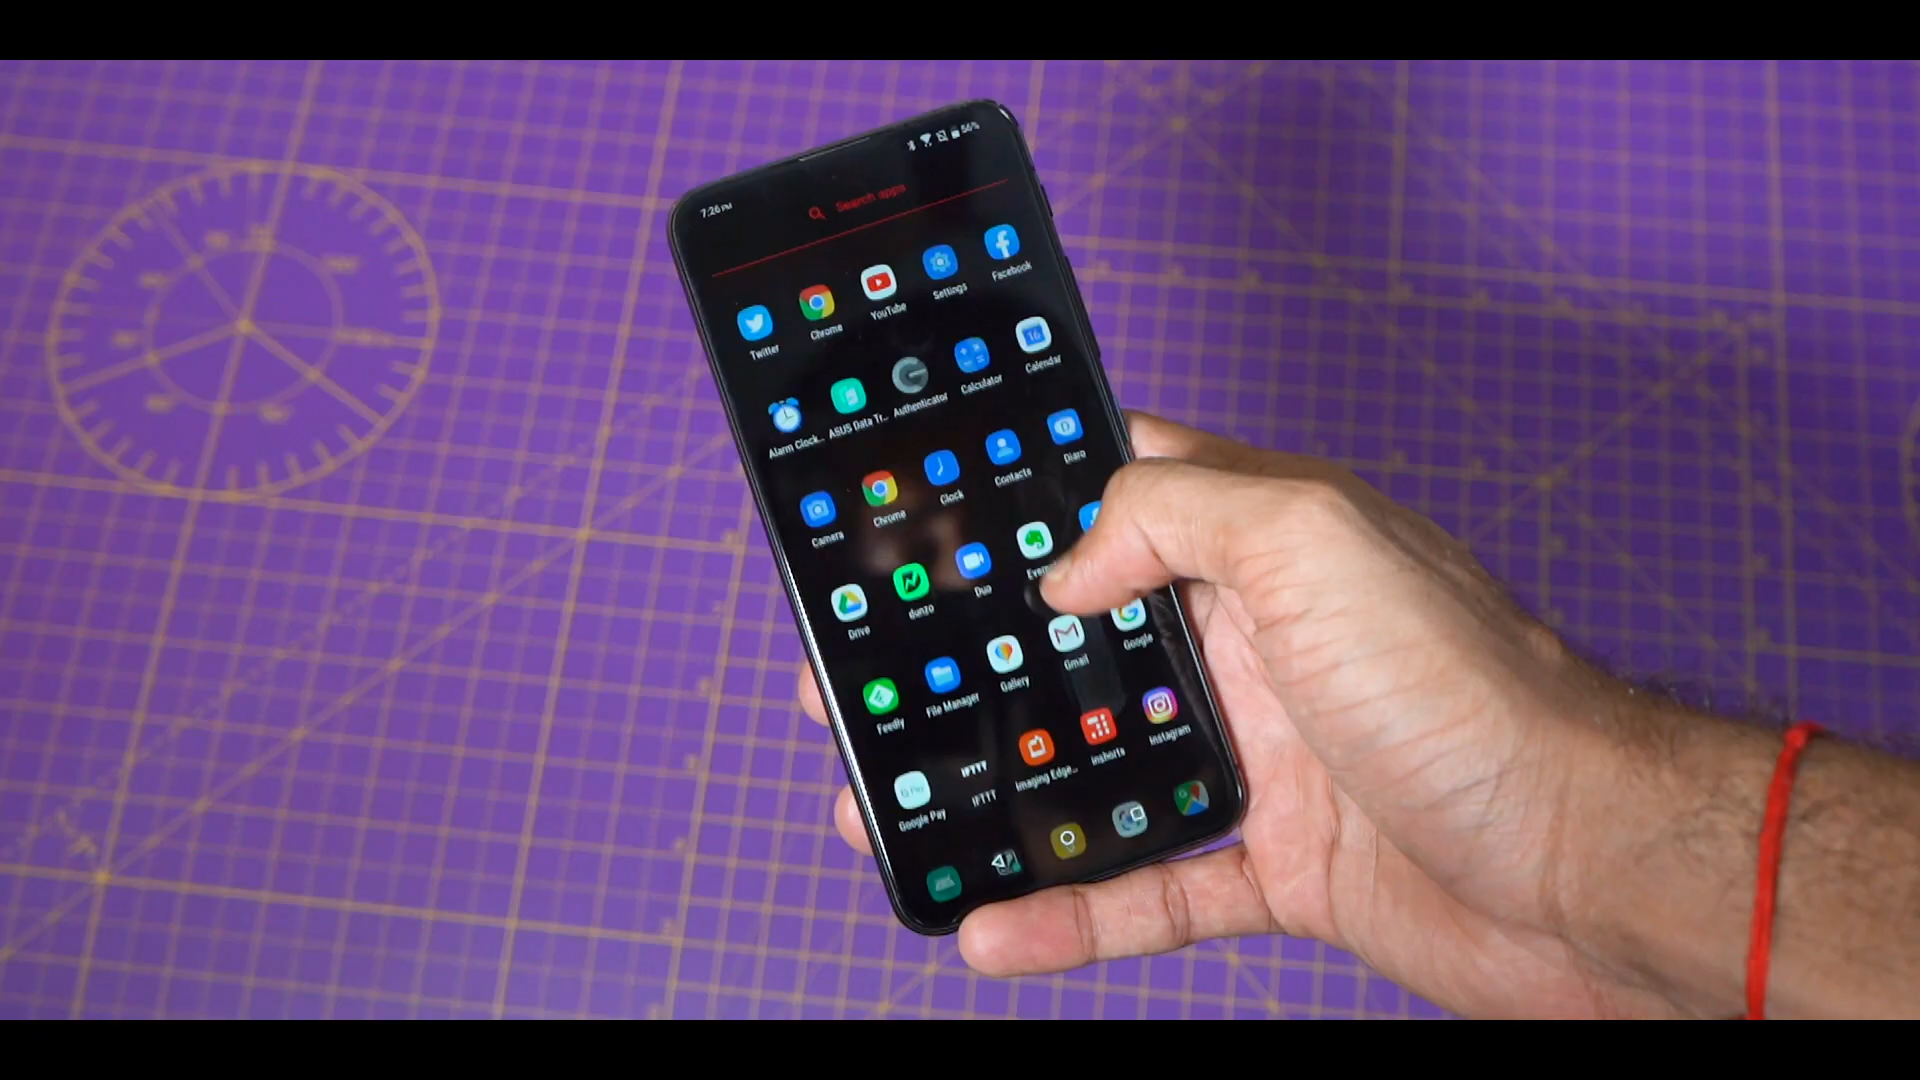 7:26 PM
56%
Search apps
Twitter
Chrome
YouTube
Settings
Facebook
Alarm Clock...
ASUS Data Tr...
Authenticator
Calculator
16
Calendar
Camera
Chrome
Clock
Contacts
Diaro
Drive
dunzo
Duo
Feedly
File Manager
Gallery
Gmail
Google
Google Pay
IFTTT
IFTTT
Imaging Edge...
Inshorts
Instagram